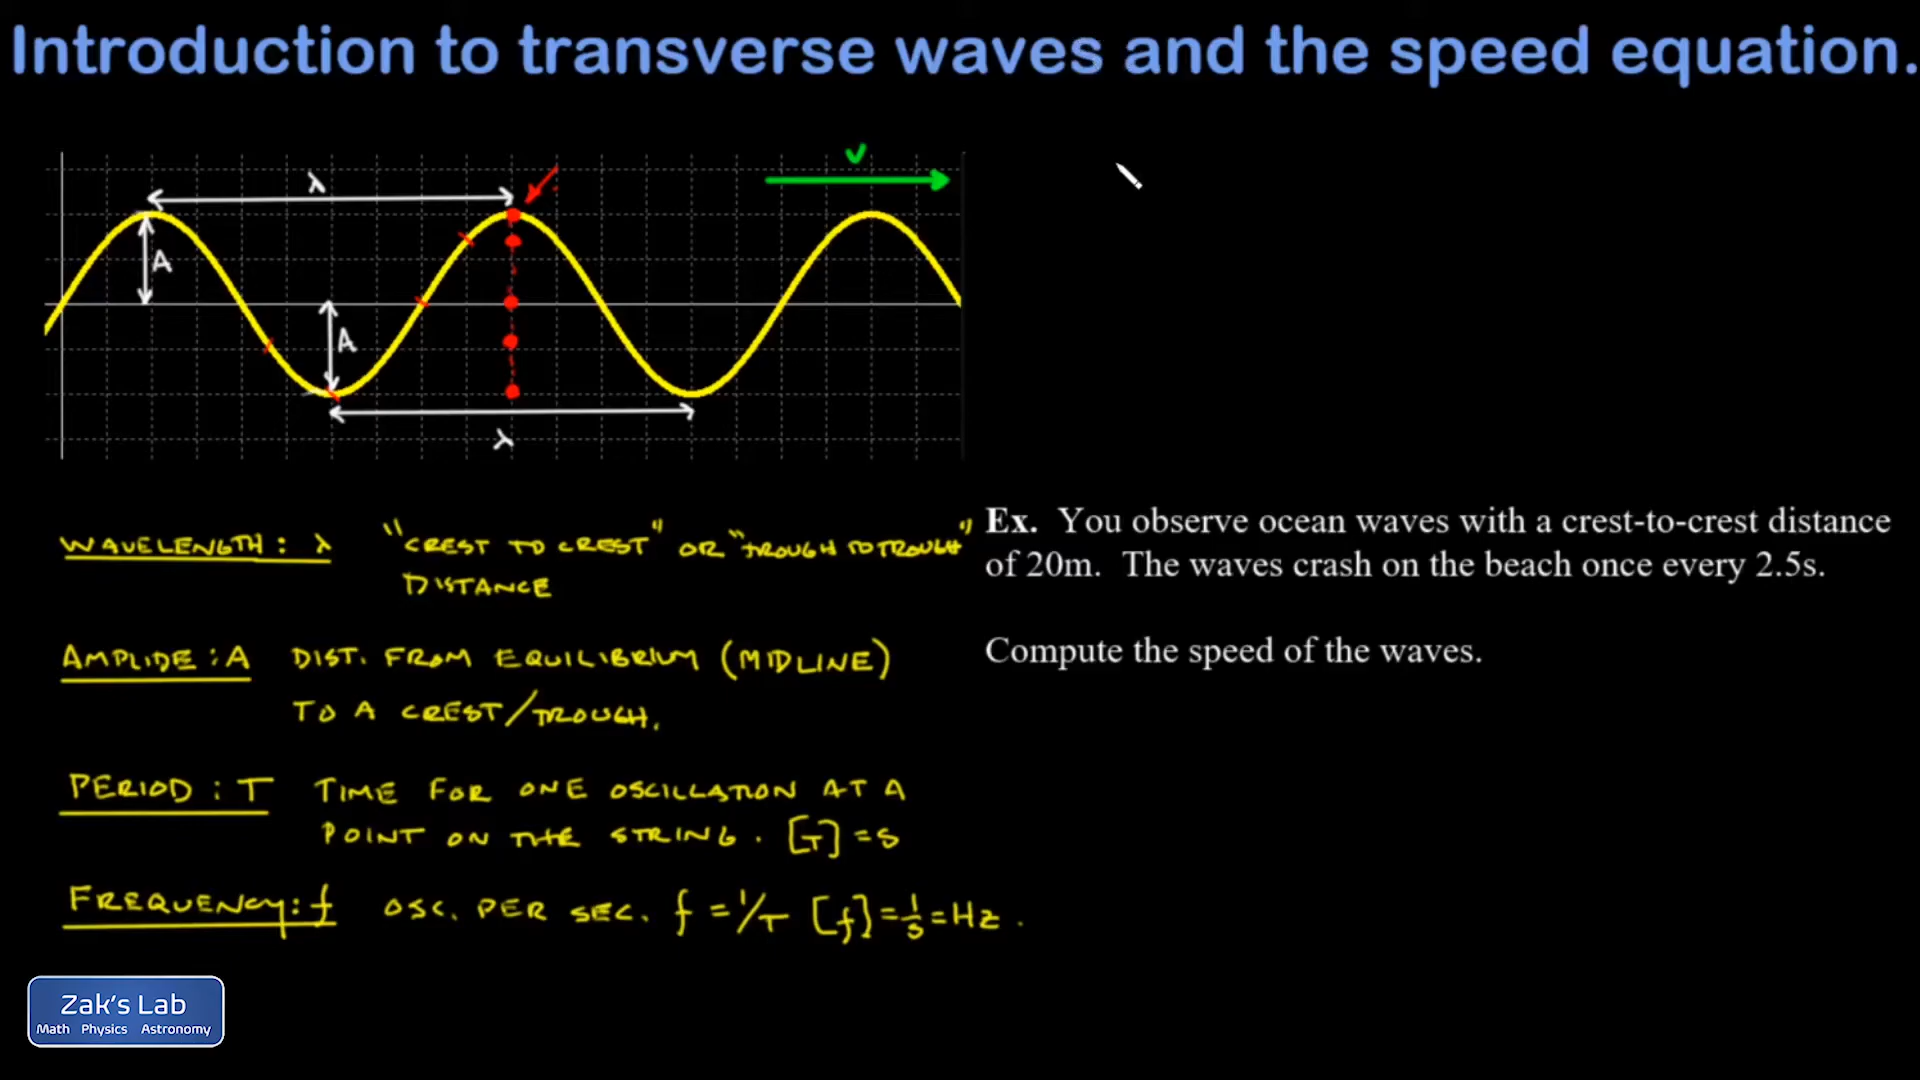 Introduction to transverse waves and the speed equation.
λ
V
A
A
λ
WAVELENGTH: λ "CREST TO CREST" OR "TROUGH TO TROUGH"
DISTANCE
AMPLIDE: A DIST. FROM EQUILIBRIUM (MIDLINE)
TO A CREST/TROUGH.
PERIOD: T TIME FOR ONE OSCILLATION AT A
POINT ON THE STRING. [T] = s
FREQUENCY: f OSC. PER SEC. f = 1/T [f] = 1/s = Hz.
Ex. You observe ocean waves with a crest-to-crest distance
of 20m. The waves crash on the beach once every 2.5s.
Compute the speed of the waves.
Zak's Lab
Math Physics Astronomy